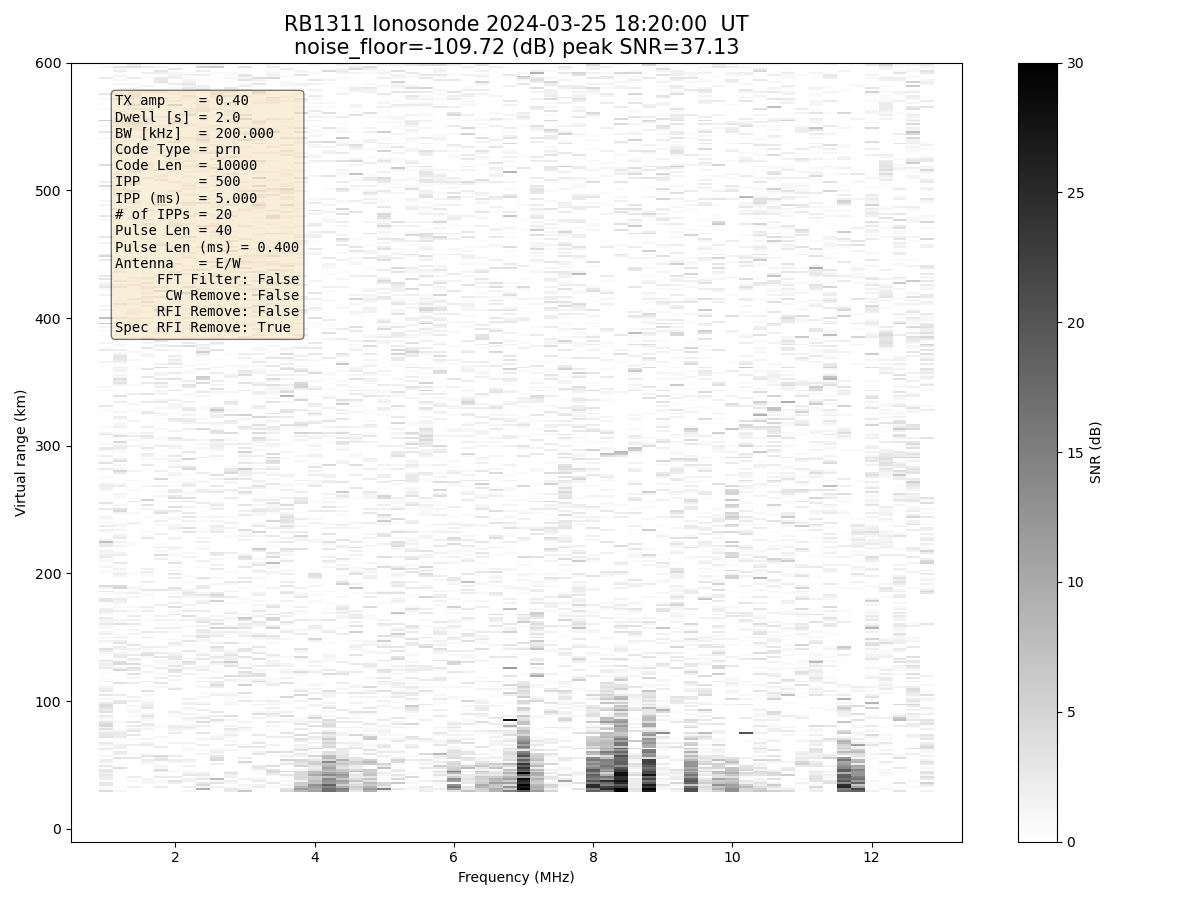 RB1311 Ionosonde 2024-03-25 18:20:00  UT
noise_floor=-109.72 (dB) peak SNR=37.13
600
500
400
300
200
100
0
Virtual range (km)
TX amp    = 0.40
Dwell [s] = 2.0
BW [kHz]  = 200.000
Code Type = prn
Code Len  = 10000
IPP       = 500
IPP (ms)  = 5.000
# of IPPs = 20
Pulse Len = 40
Pulse Len (ms) = 0.400
Antenna   = E/W
FFT Filter: False
CW Remove: False
RFI Remove: False
Spec RFI Remove: True
2 4 6 8 10 12
Frequency (MHz)
30
25
20
15
10
5
0
SNR (dB)